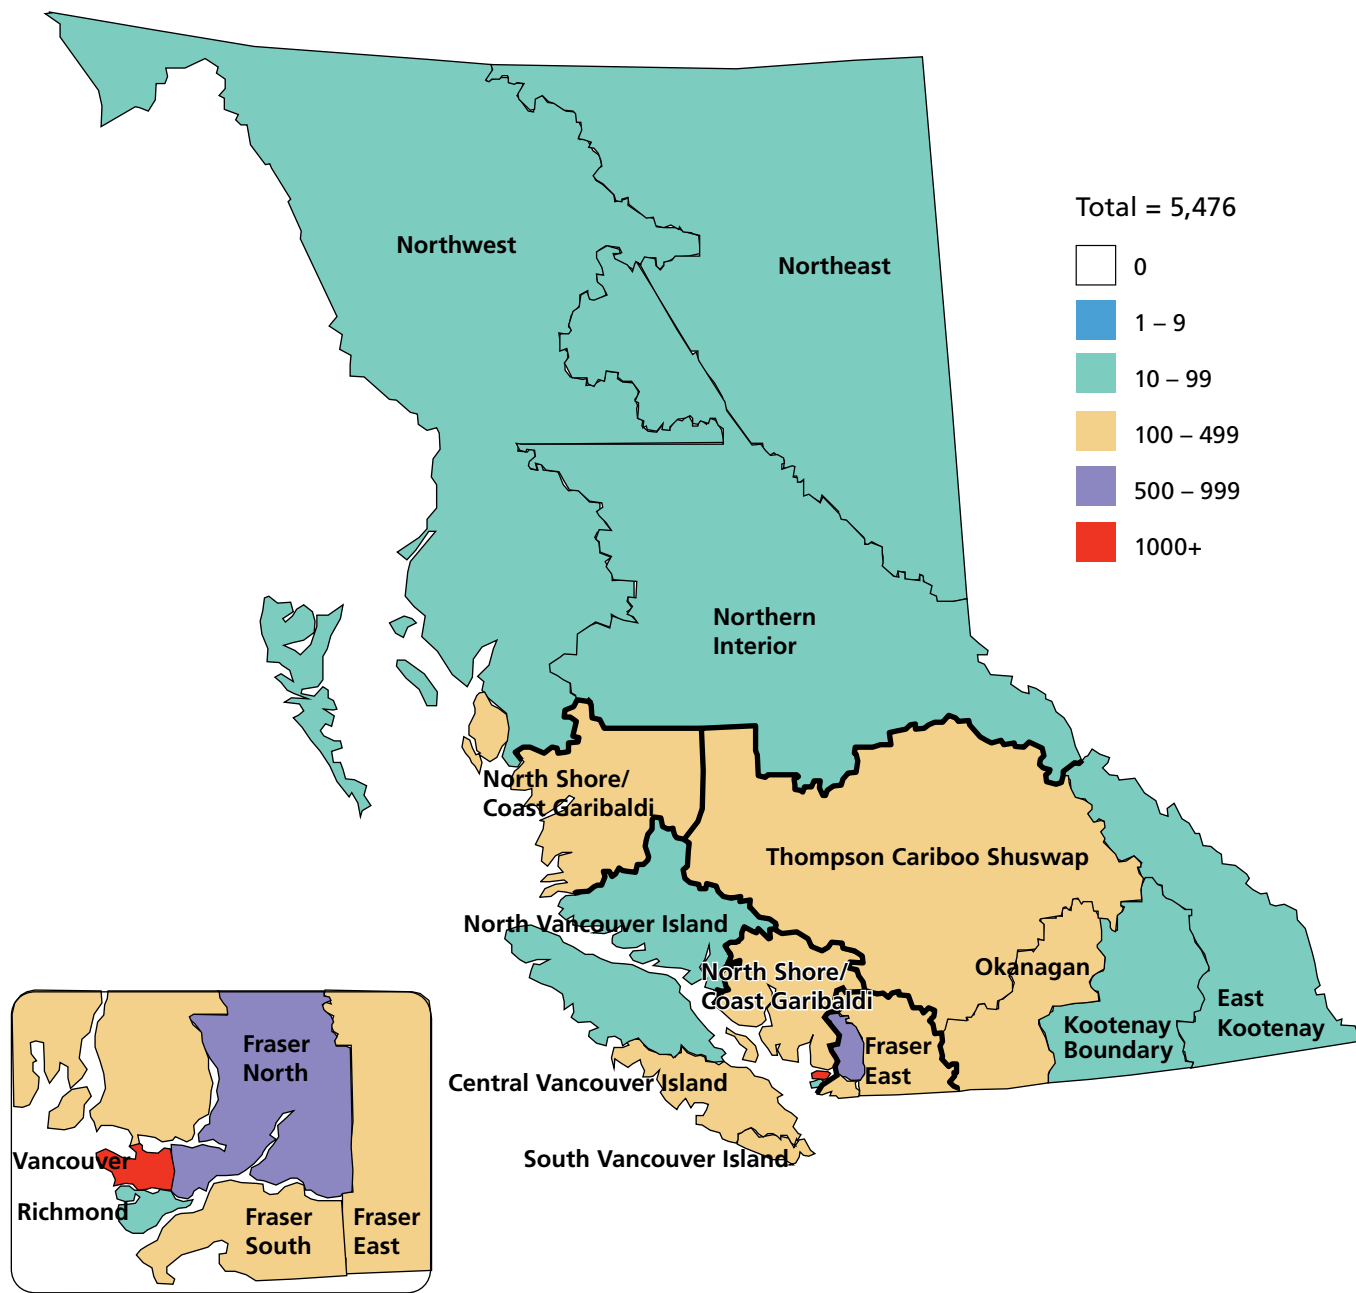 Total = 5,476
0
1 – 9
10 – 99
100 – 499
500 – 999
1000+
Northwest
Northeast
Northern
Interior
North Shore/
Coast Garibaldi
Thompson Cariboo Shuswap
North Vancouver Island
North Shore/
Coast Garibaldi
Okanagan
East
Kootenay
Kootenay
Boundary
Fraser
East
Central Vancouver Island
South Vancouver Island
Fraser
North
Vancouver
Richmond
Fraser
South
Fraser
East